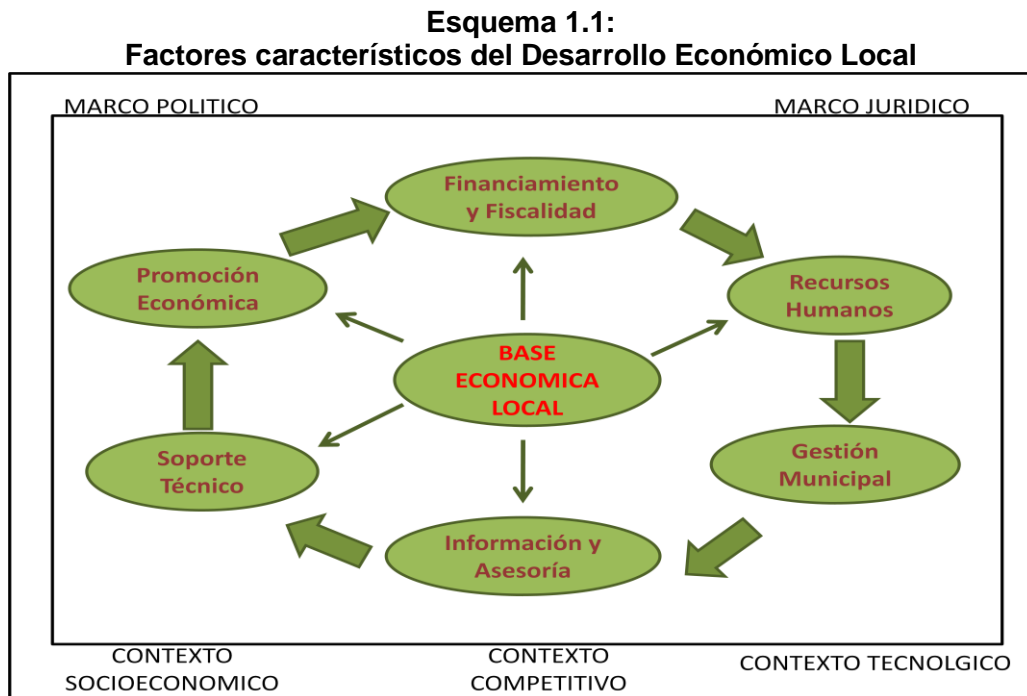 Esquema 1.1:
Factores característicos del Desarrollo Económico Local
MARCO POLITICO
MARCO JURIDICO
Financiamiento
y Fiscalidad
Promoción
Económica
Recursos
Humanos
BASE
ECONOMICA
LOCAL
Soporte
Técnico
Gestión
Municipal
Información y
Asesoría
CONTEXTO
SOCIOECONOMICO
CONTEXTO
COMPETITIVO
CONTEXTO TECNOLGICO